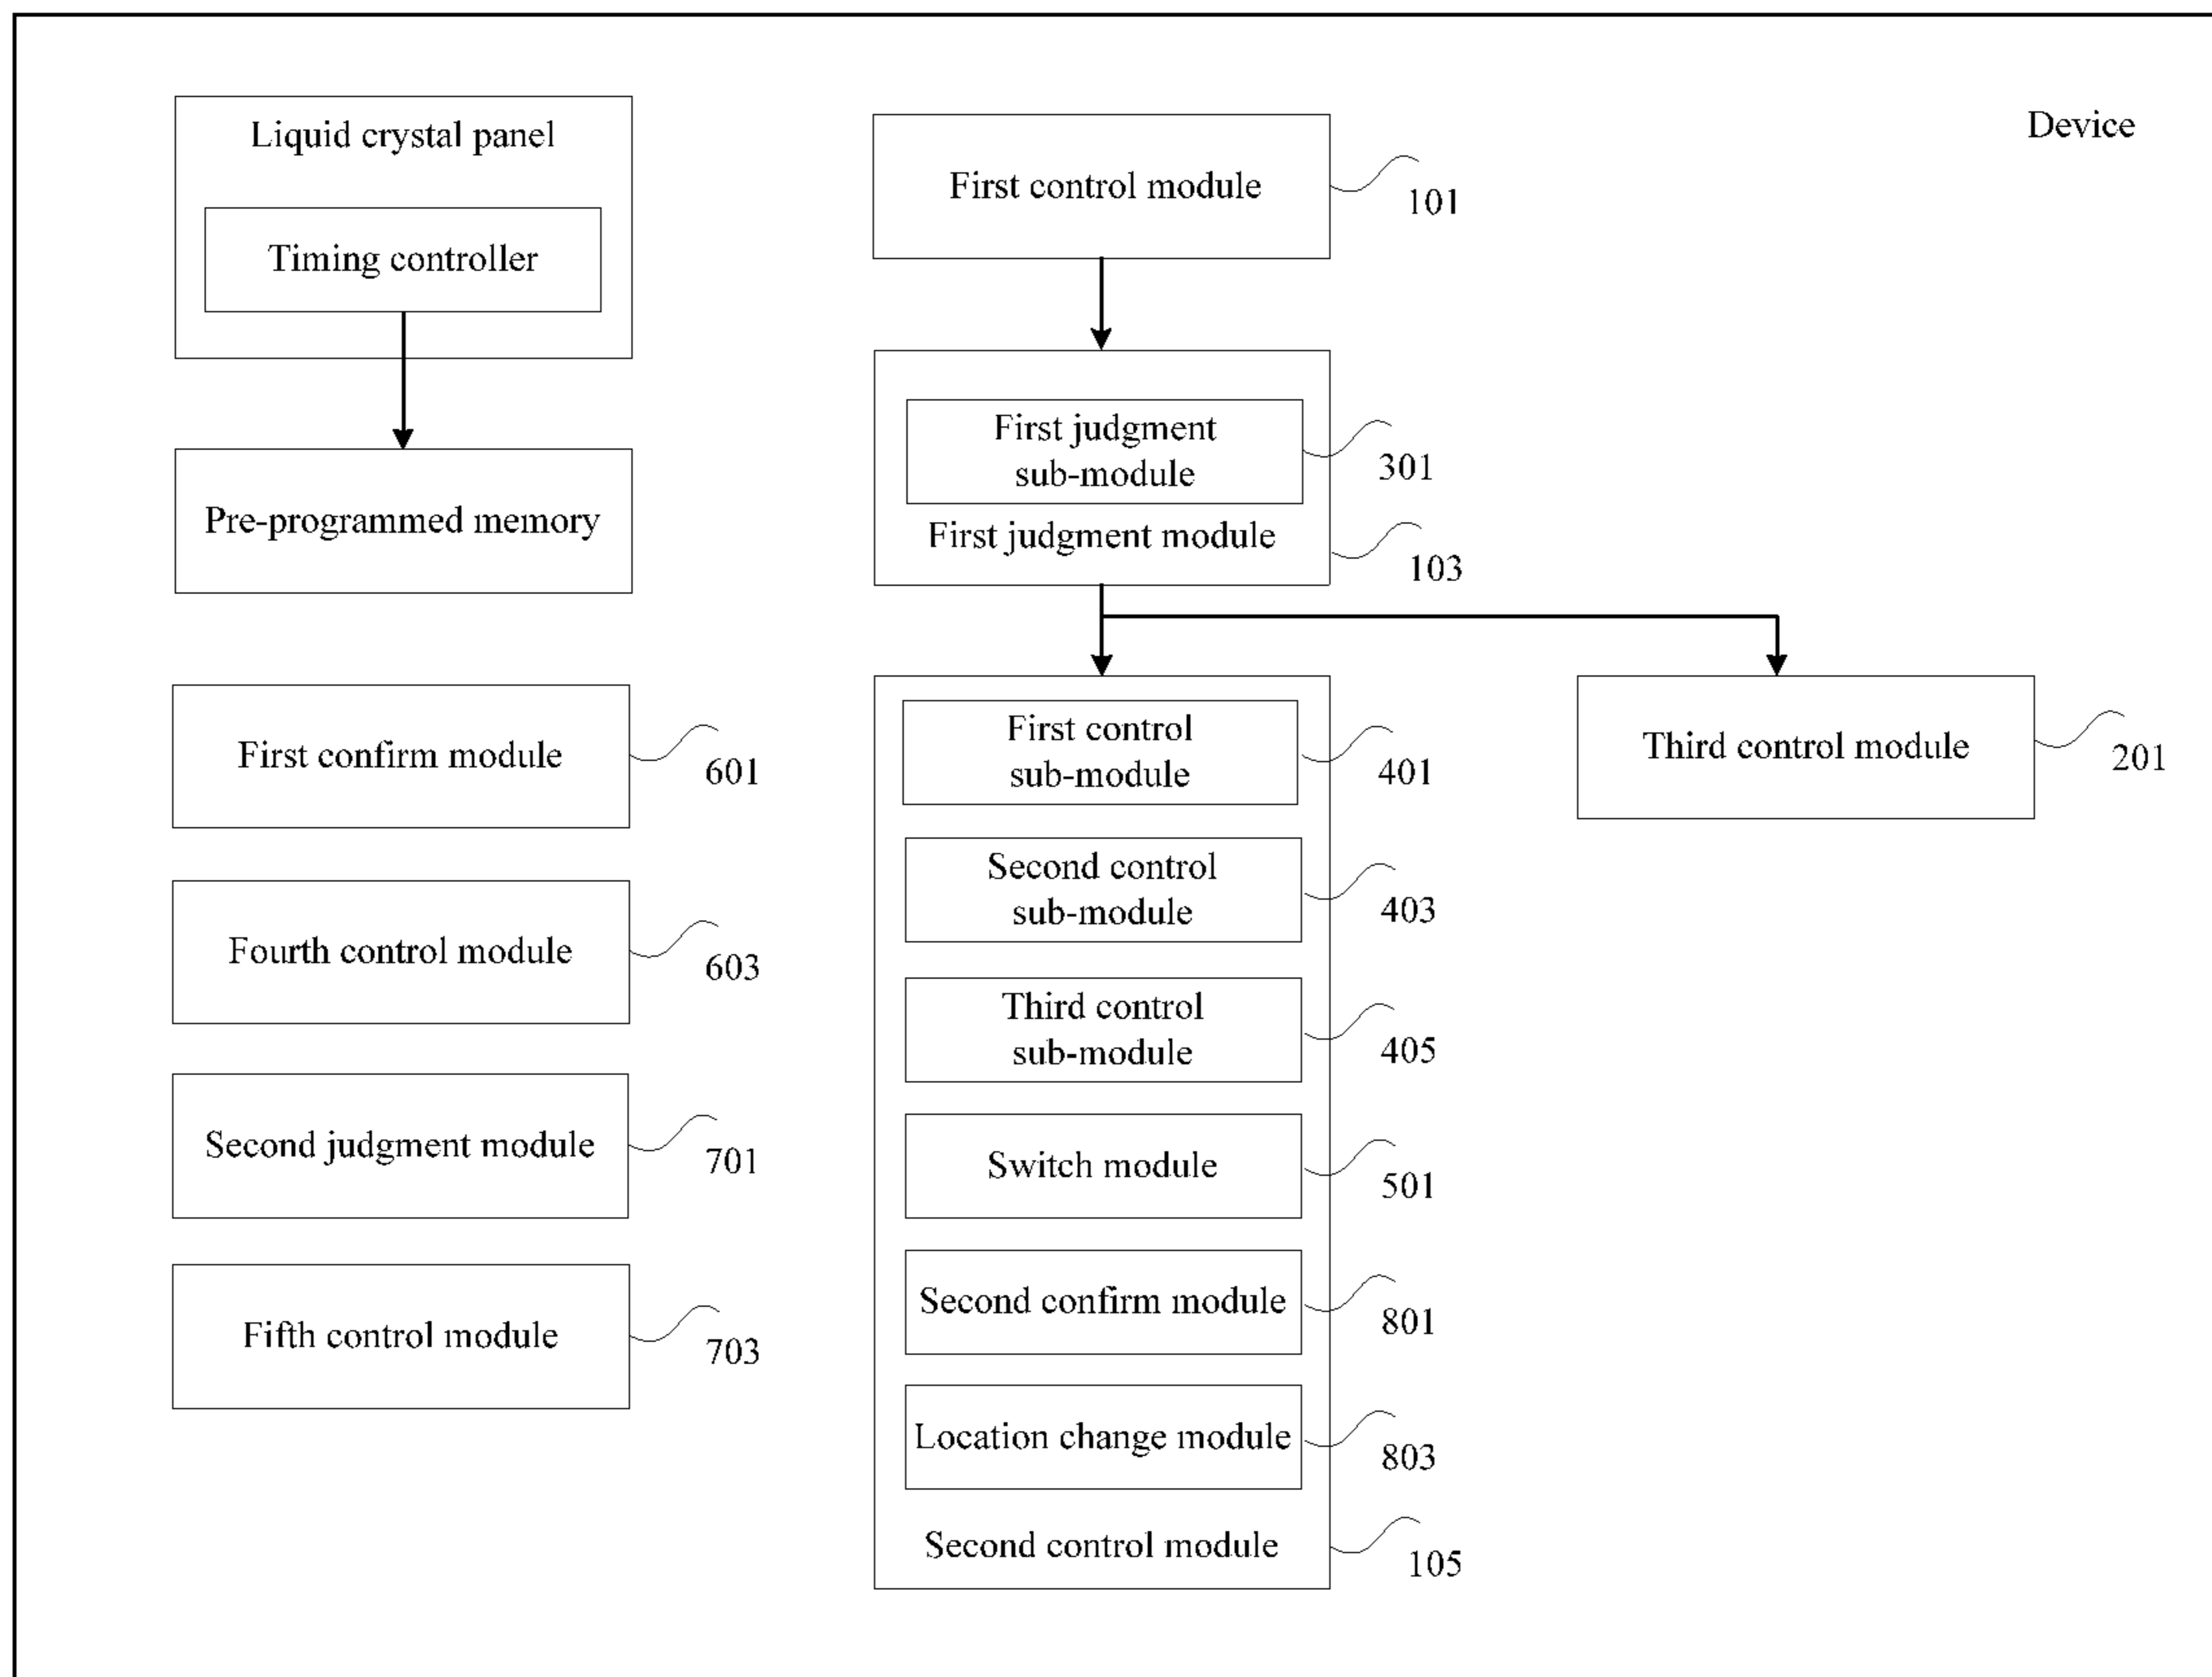 Device
Liquid crystal panel
Timing controller
Pre-programmed memory
First confirm module
601
Fourth control module
603
Second judgment module
701
Fifth control module
703
First control module
101
First judgment
sub-module
301
First judgment module
103
First control
sub-module
401
Second control
sub-module
403
Third control
sub-module
405
Switch module
501
Second confirm module
801
Location change module
803
Second control module
105
Third control module
201